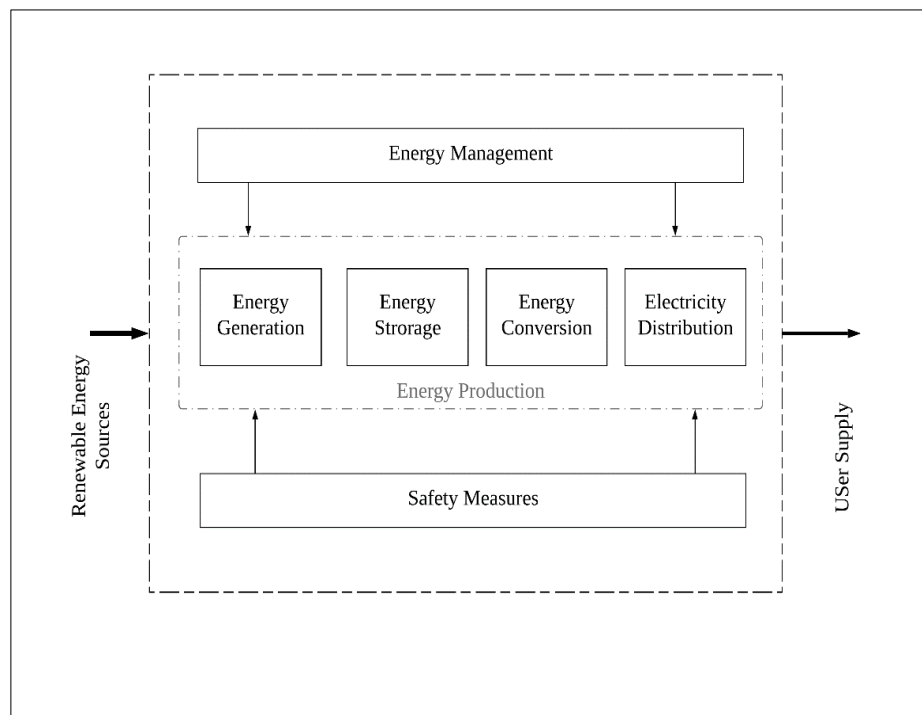 Energy Management
Energy
Generation
Energy
Strorage
Energy
Conversion
Electricity
Distribution
Energy Production
Renewable Energy
Sources
USer Supply
Safety Measures